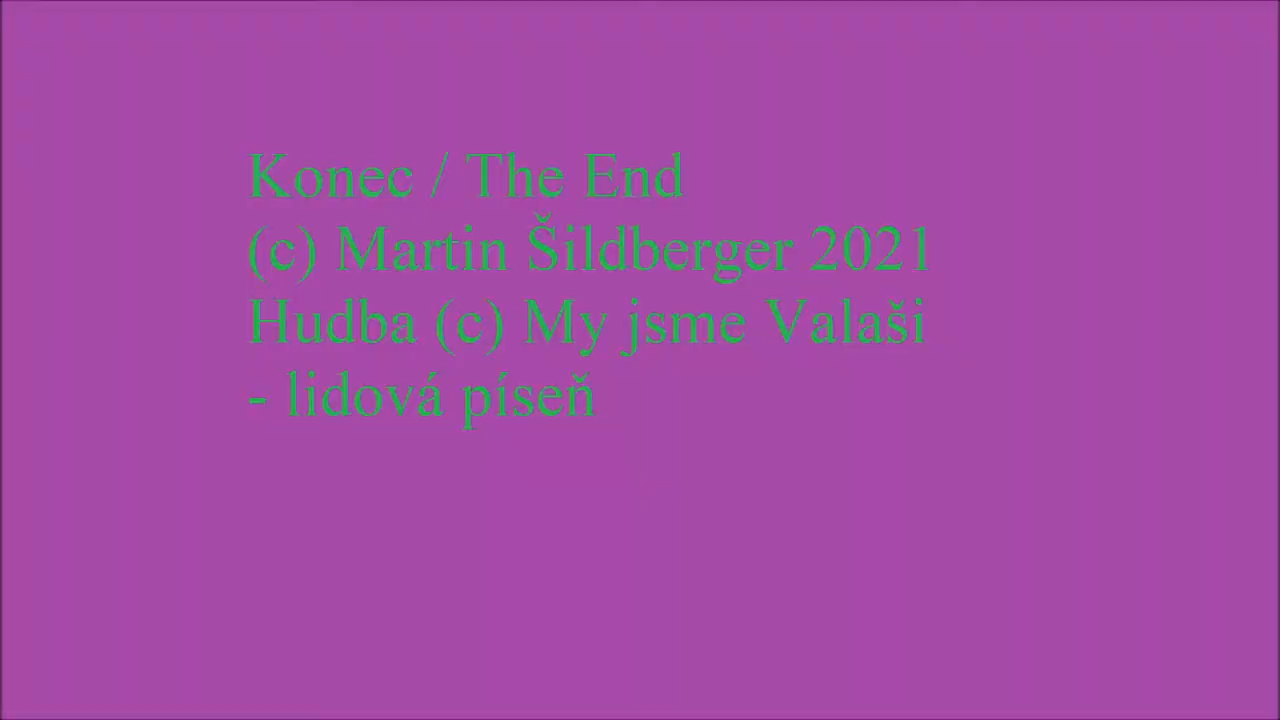 Konec / The End
(c) Martin Šildberger 2021
Hudba (c) My jsme Valaši
- lidová píseň